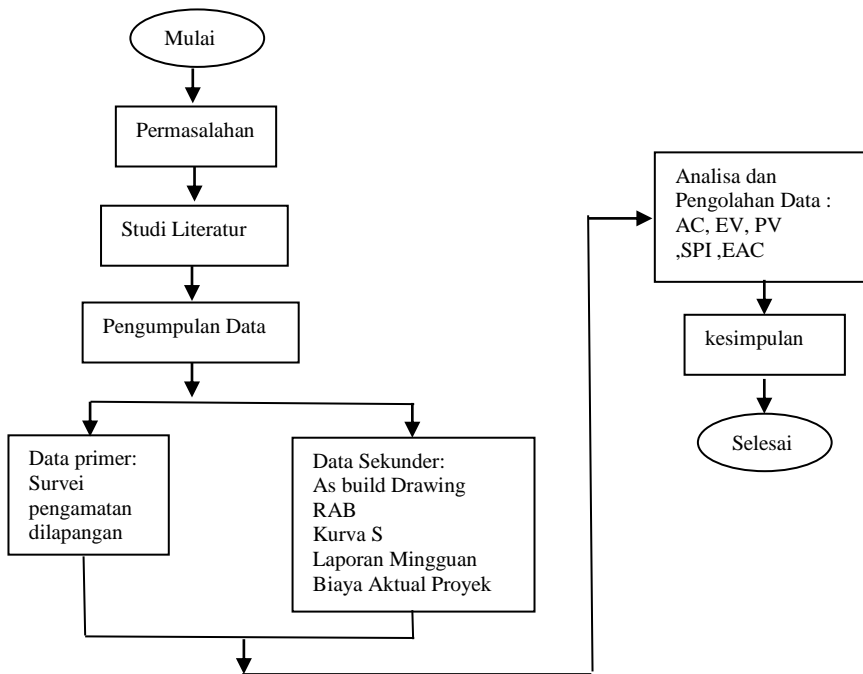 Mulai
Permasalahan
Studi Literatur
Pengumpulan Data
Data primer:
Survei
pengamatan
dilapangan
Data Sekunder:
As build Drawing
RAB
Kurva S
Laporan Mingguan
Biaya Aktual Proyek
Analisa dan
Pengolahan Data :
AC, EV, PV
,SPI ,EAC
kesimpulan
Selesai